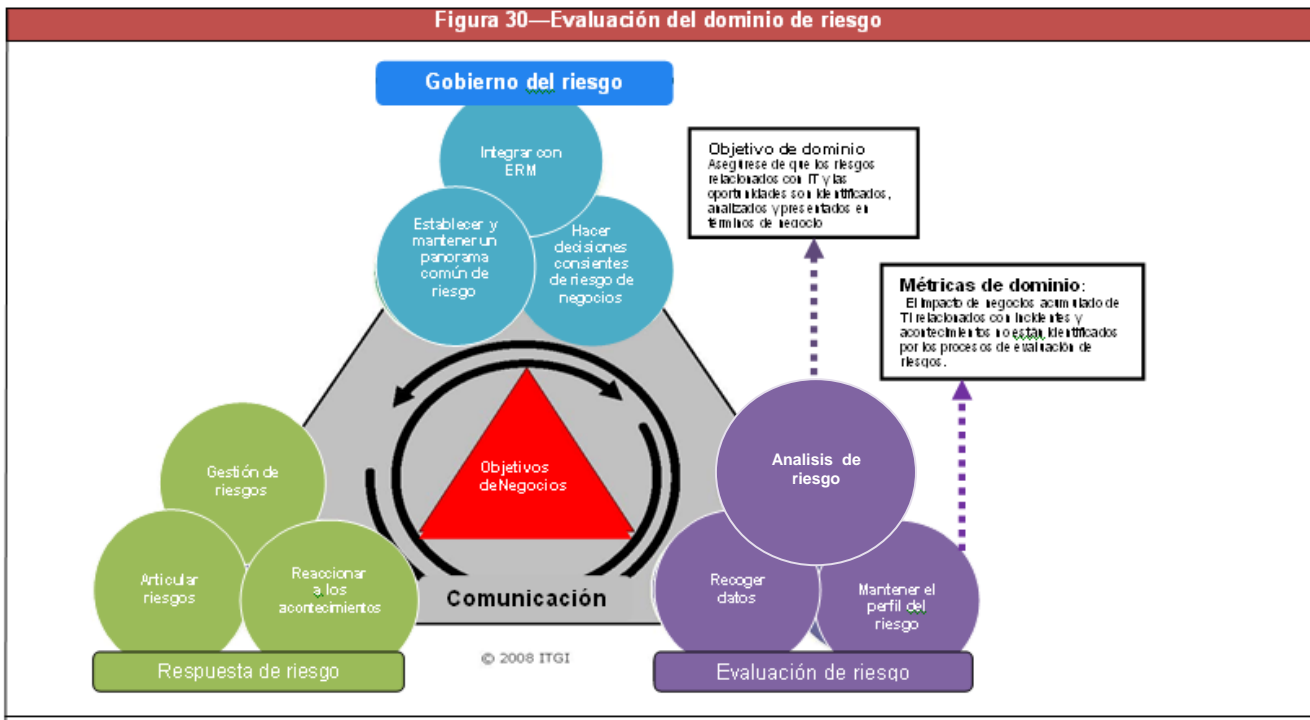 Figura 30—Evaluación del dominio de riesgo
Gobierno del riesgo
Integrar con
ERM
Establecer y
mantener un
panorama
común de
riesgo
Hacer
decisiones
consientes
de riesgo de
negocios
Objetivo de dominio
Asegúrese de que los riesgos
relacionados con IT y las
oportunidades son identificados,
analizados y presentados en
términos de negocio
Métricas de dominio:
El impacto de negocios acumulado de
TI relacionados con incidentes y
acontecimientos no están identificados
por los procesos de evaluación de
riesgos.
Gestión de
riesgos
Articular
riesgos
Reaccionar
a los
acontecimientos
Respuesta de riesgo
Objetivos
deNegocios
Comunicación
© 2008 ITGI
Analisis de
riesgo
Recoger
datos
Mantener el
perfil del
riesgo
Evaluación de riesgo